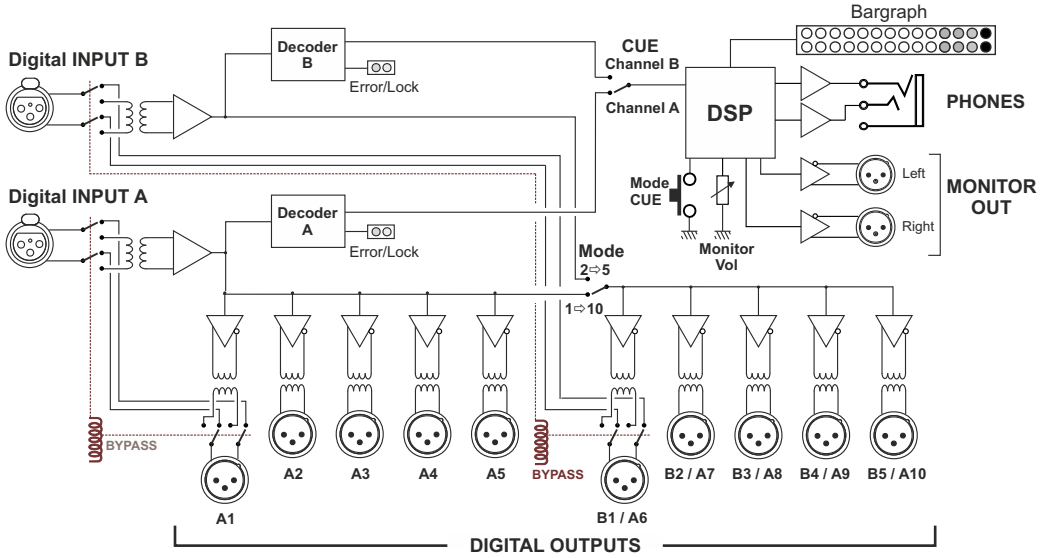 Bargraph
Digital INPUT B
Decoder
B
Error/Lock
CUE
Channel B
Channel A
DSP
PHONES
Digital INPUT A
Decoder
A
Error/Lock
Mode
CUE
Monitor
Vol
Left
Right
MONITOR
OUT
Mode
2⇨5
1⇨10
BYPASS
A1
A2
A3
A4
A5
BYPASS
B1 / A6
B2 / A7
B3 / A8
B4 / A9
B5 / A10
DIGITAL OUTPUTS